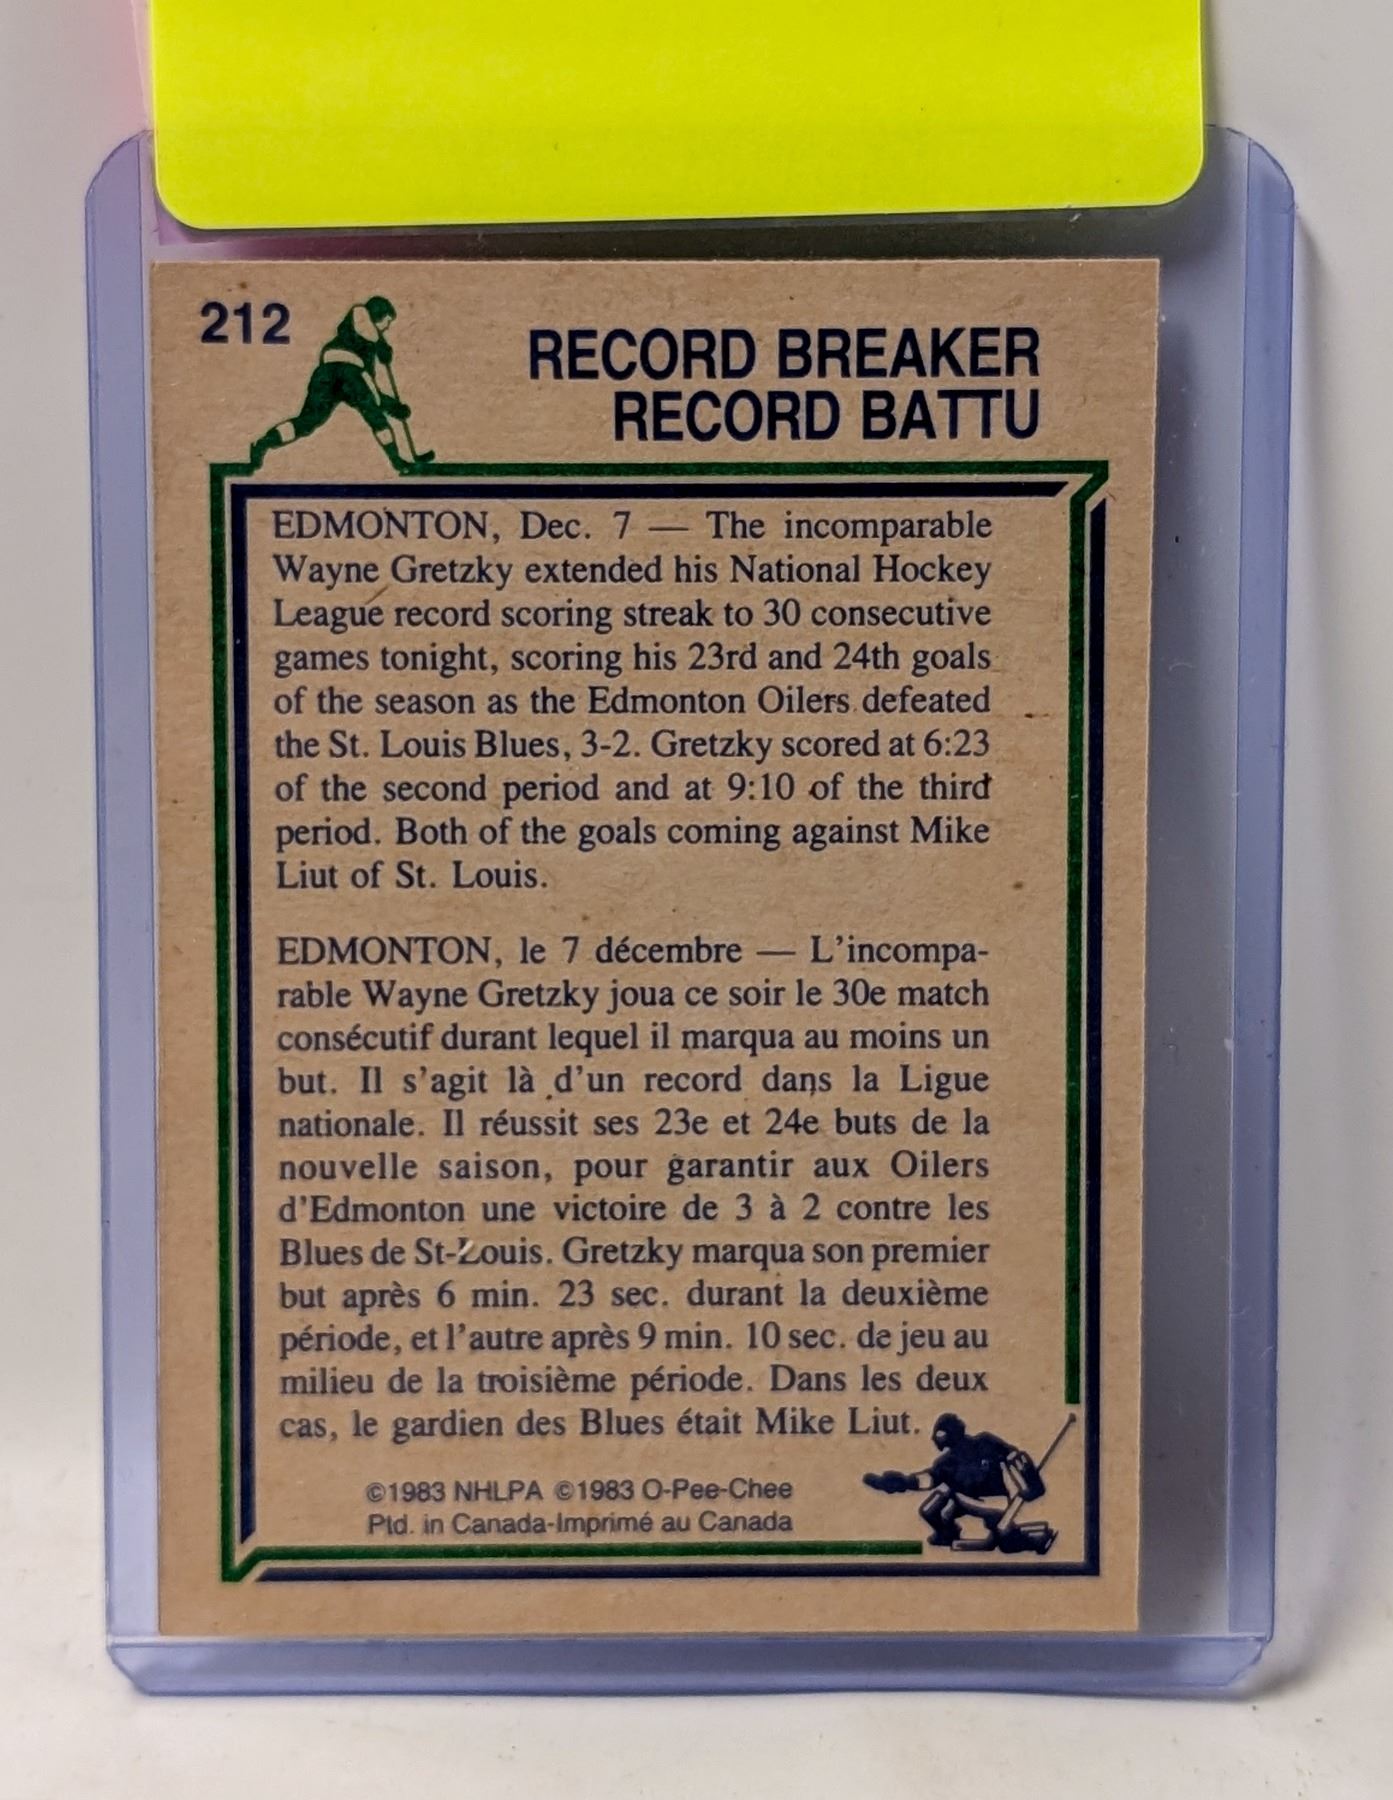 212
RECORD BREAKER
RECORD BATTU
EDMONTON, Dec. 7 — The incomparable
Wayne Gretzky extended his National Hockey
League record scoring streak to 30 consecutive
games tonight, scoring his 23rd and 24th goals
of the season as the Edmonton Oilers defeated
the St. Louis Blues, 3-2. Gretzky scored at 6:23
of the second period and at 9:10 of the third
period. Both of the goals coming against Mike
Liut of St. Louis.
EDMONTON, le 7 décembre — L'incompa-
rable Wayne Gretzky joua ce soir le 30e match
consécutif durant lequel il marqua au moins un
but. Il s'agit là d'un record dans la Ligue
nationale. Il réussit ses 23e et 24e buts de la
nouvelle saison, pour garantir aux Oilers
d'Edmonton une victoire de 3 à 2 contre les
Blues de St-Louis. Gretzky marqua son premier
but après 6 min. 23 sec. durant la deuxième
période, et l'autre après 9 min. 10 sec. de jeu au
milieu de la troisième période. Dans les deux
cas, le gardien des Blues était Mike Liut.
©1983 NHLPA ©1983 O-Pee-Chee
Ptd. in Canada-Imprimé au Canada